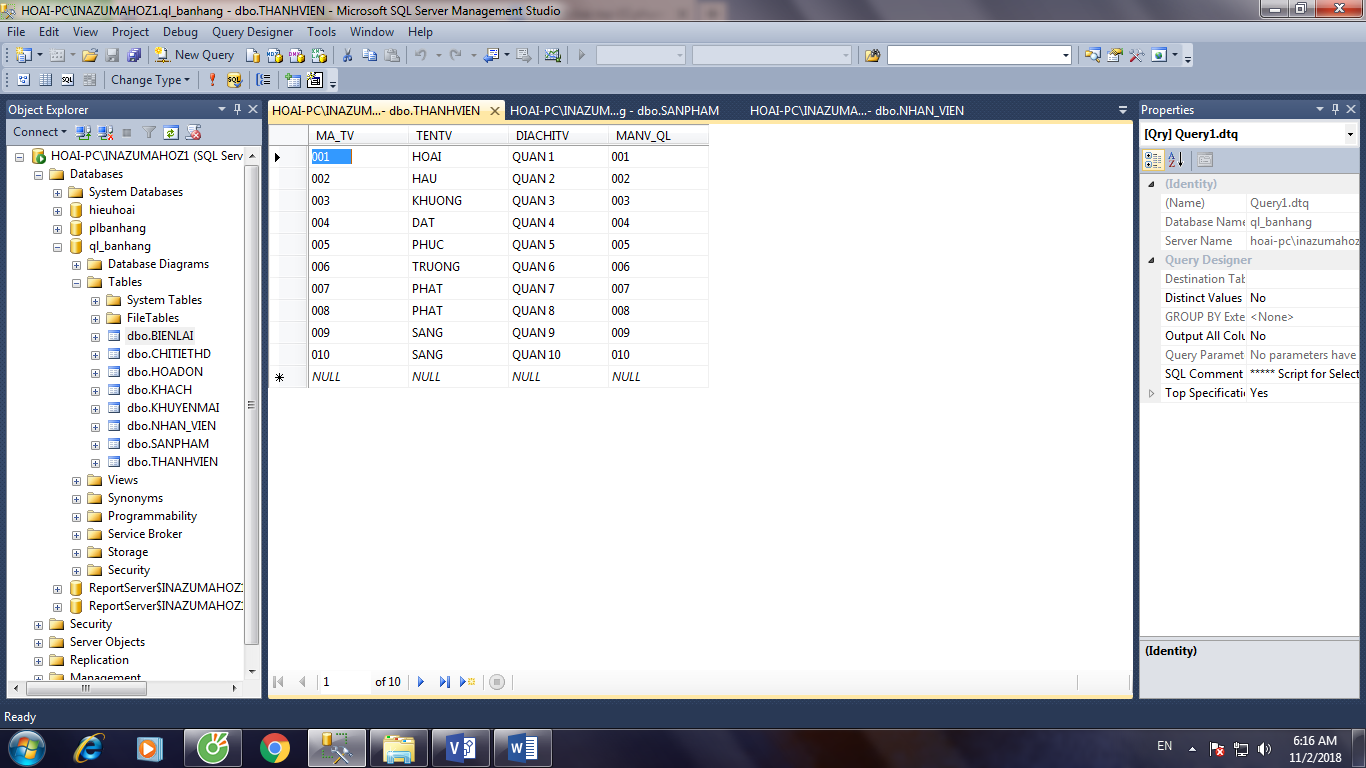 HOAI-PC\INAZUMAHOZ1.ql_banhang - dbo.THANHVIEN - Microsoft SQL Server Management Studio
File Edit View Project Debug Query Designer Tools Window Help
New Query
Change Type
Object Explorer
Connect
HOAI-PC\INAZUMAHOZ1 (SQL Serv
Databases
System Databases
hieuhoai
plbanhang
ql_banhang
Database Diagrams
Tables
System Tables
FileTables
dbo.BIENLAI
dbo.CHITIETHD
dbo.HOADON
dbo.KHACH
dbo.KHUYENMAI
dbo.NHAN_VIEN
dbo.SANPHAM
dbo.THANHVIEN
Views
Synonyms
Programmability
Service Broker
Storage
Security
ReportServer$INAZUMAHOZ1
ReportServer$INAZUMAHOZ1
Security
Server Objects
Replication
Management
HOAI-PC\INAZUM...- dbo.THANHVIEN HOAI-PC\INAZUM...g - dbo.SANPHAM HOAI-PC\INAZUMA...- dbo.NHAN_VIEN
MA_TV TENTV DIACHITV MANV_QL
001 HOAI QUAN 1 001
002 HAU QUAN 2 002
003 KHUONG QUAN 3 003
004 DAT QUAN 4 004
005 PHUC QUAN 5 005
006 TRUONG QUAN 6 006
007 PHAT QUAN 7 007
008 PHAT QUAN 8 008
009 SANG QUAN 9 009
010 SANG QUAN 10 010
NULL NULL NULL NULL
1 of 10
Properties
[Qry] Query1.dtq
(Identity)
(Name) Query1.dtq
Database Name ql_banhang
Server Name hoai-pc\inazumahoz
Query Designer
Destination Tab
Distinct Values No
GROUP BY Exte <None>
Output All Colu No
Query Paramet No parameters have
SQL Comment ***** Script for Select
Top Specificati Yes
(Identity)
Ready
EN
6:16 AM
11/2/2018